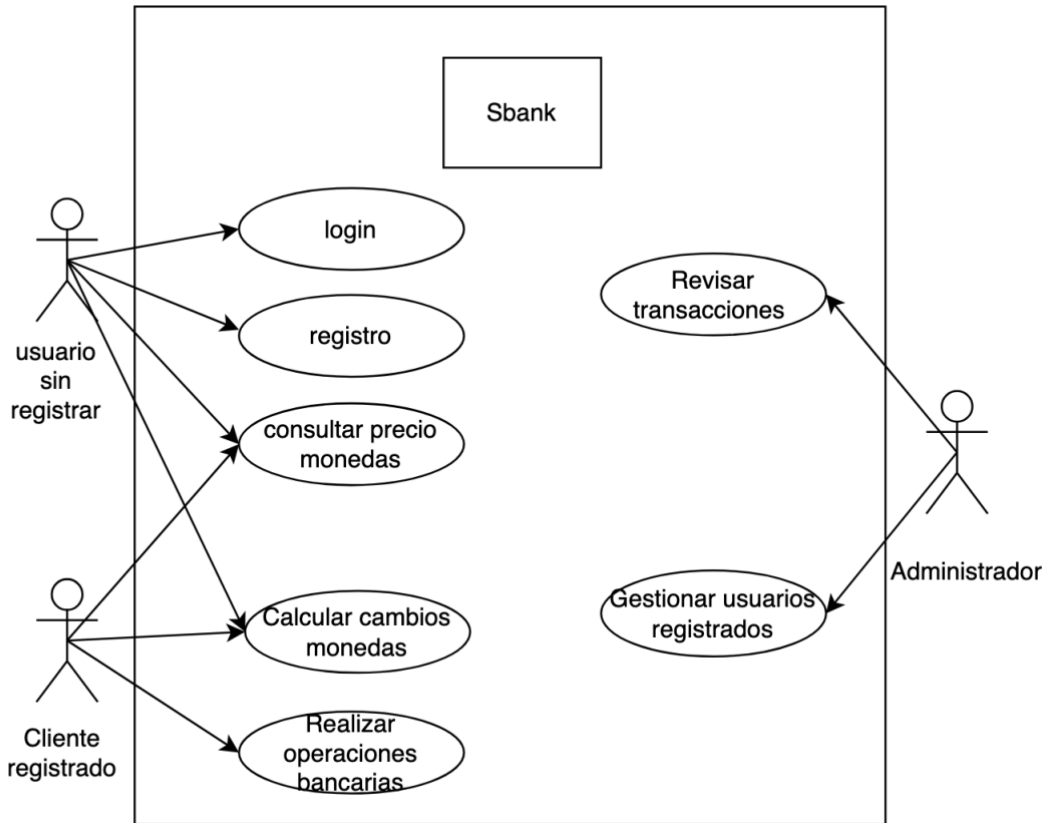 Sbank
login
registro
consultar precio
monedas
Calcular cambios
monedas
Realizar
operaciones
bancarias
Revisar
transacciones
Gestionar usuarios
registrados
usuario
sin
registrar
Cliente
registrado
Administrador